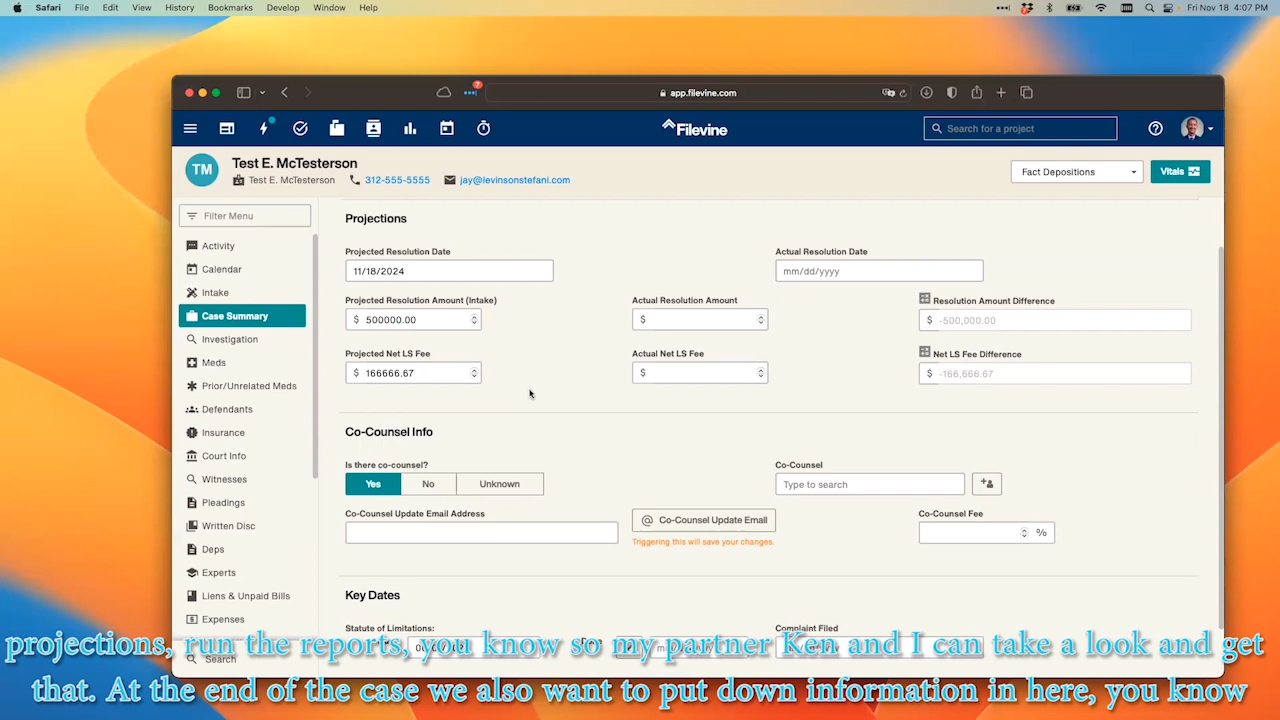 Safari File Edit View History Bookmarks Develop Window Help Fri Nov 18 4:07 PM
7
app.filevine.com
Filevine
Search for a project
TM
Test E. McTesterson
Test E. McTesterson 312-555-5555 jay@levinsonstefani.com
Fact Depositions
Vitals
Filter Menu
Activity
Calendar
Intake
Case Summary
Investigation
Meds
Prior/Unrelated Meds
Defendants
Insurance
Court Info
Witnesses
Pleadings
Written Disc
Deps
Experts
Liens & Unpaid Bills
Expenses
Search
Projections
Projected Resolution Date Actual Resolution Date
11/18/2024 mm/dd/yyyy
Projected Resolution Amount (Intake) Actual Resolution Amount Resolution Amount Difference
$ 500000.00 $ $ -500,000.00
Projected Net LS Fee Actual Net LS Fee Net LS Fee Difference
$ 166666.67 $ $ -166,666.67
Co-Counsel Info
Is there co-counsel? Co-Counsel
Yes No Unknown Type to search
Co-Counsel Update Email Address Co-Counsel Update Email Co-Counsel Fee
%
Triggering this will save your changes.
Key Dates
Statute of Limitations: Complaint Filed
projections, run the reports, you know so my partner Ken and I can take a look and get
that. At the end of the case we also want to put down information in here, you know